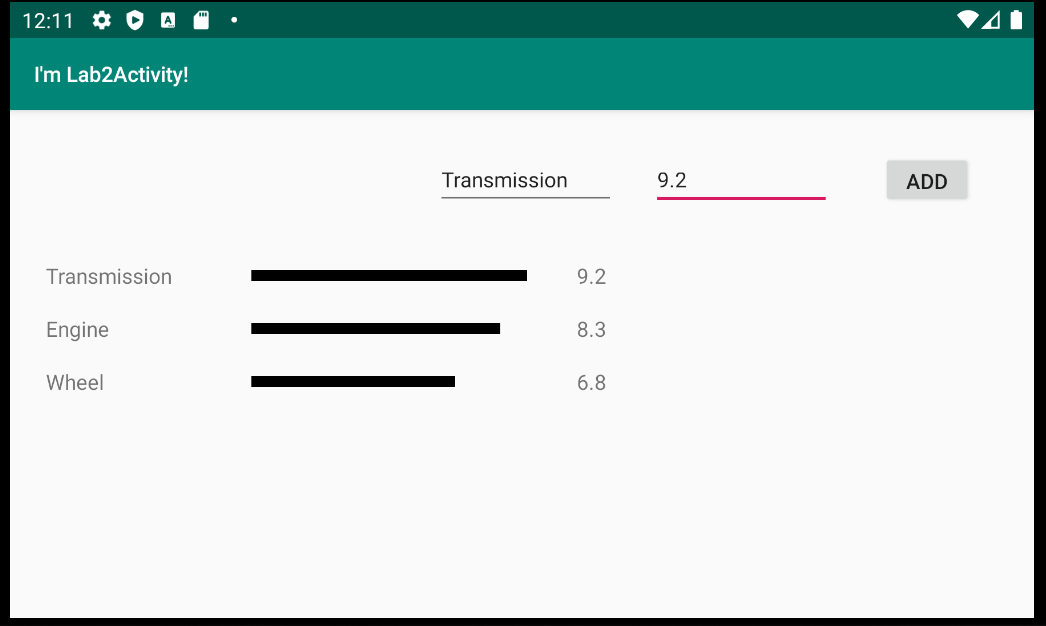 12:11
I'm Lab2Activity!
Transmission 9.2 ADD
Transmission 9.2
Engine 8.3
Wheel 6.8